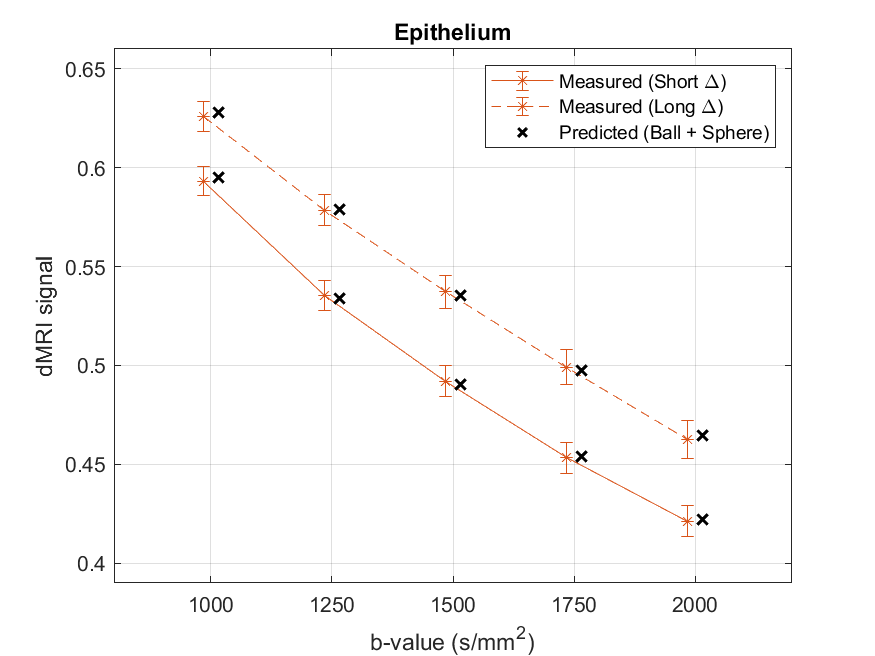 Epithelium
Measured (Short Δ)
Measured (Long Δ)
Predicted (Ball + Sphere)
0.65
0.6
0.55
0.5
0.45
0.4
dMRI signal
1000 1250 1500 1750 2000
b-value (s/mm²)